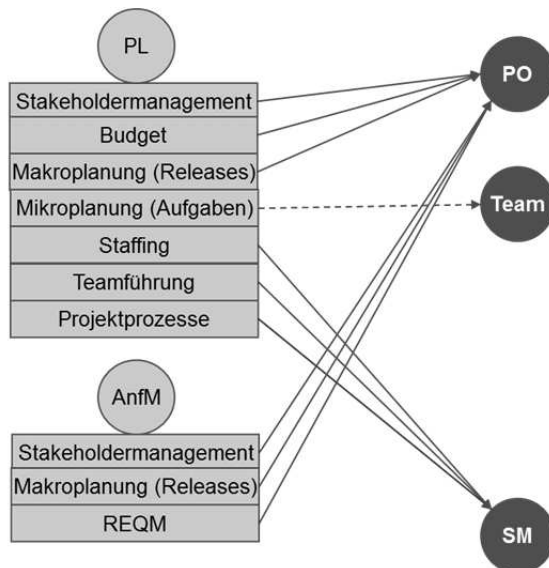 PL
Stakeholdermanagement
Budget
Makroplanung (Releases)
Mikroplanung (Aufgaben)
Staffing
Teamführung
Projektprozesse
AnfM
Stakeholdermanagement
Makroplanung (Releases)
REQM
PO
Team
SM